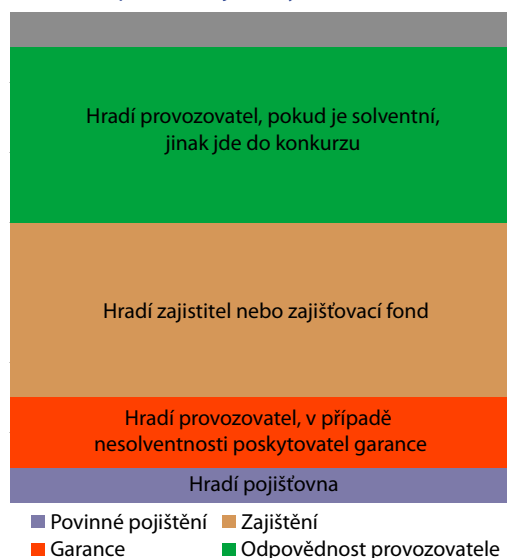 Hradí provozovatel, pokud je solventní,
jinak jde do konkurzu
Hradí zajistitel nebo zajišťovací fond
Hradí provozovatel, v případě
nesolventnosti poskytovatel garance
Hradí pojišťovna
Povinné pojištění
Zajištění
Garance
Odpovědnost provozovatele